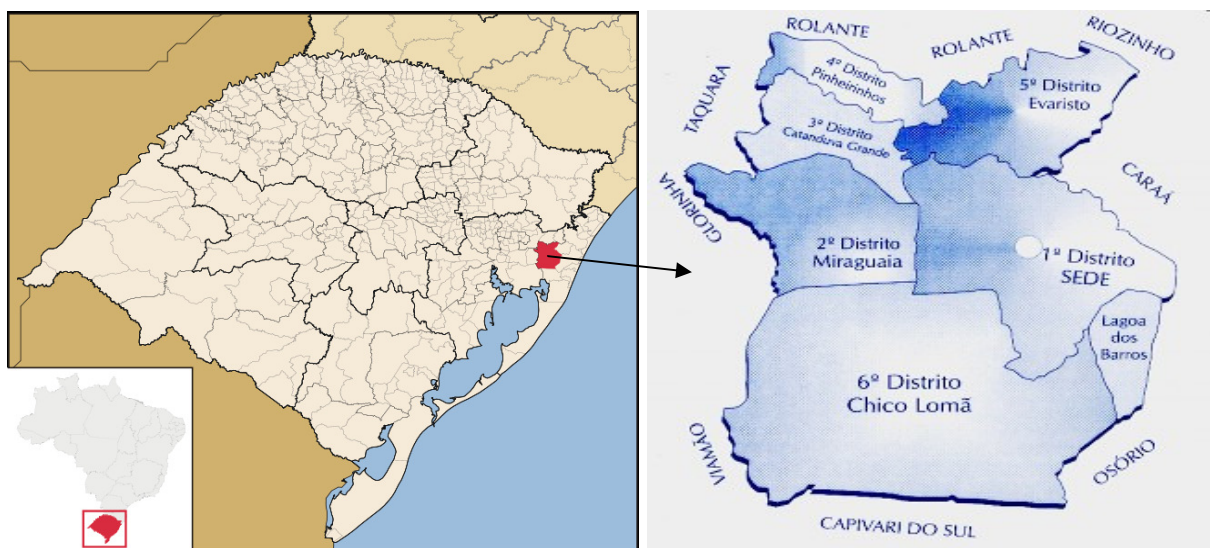 ROLANTE
ROLANTE
RIOZINHO
TAQUARA
4º Distrito
Pinheirinhos
5º Distrito
Evaristo
3º Distrito
Catanduva Grande
CARAÁ
GLORINHA
2º Distrito
Miraguaia
1º Distrito
SEDE
Lagoa
dos
Barros
6º Distrito
Chico Lomã
VIAMÃO
OSÓRIO
CAPIVARI DO SUL